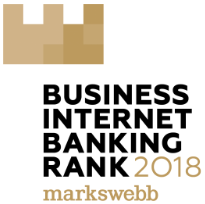 BUSINESS
INTERNET
BANKING
RANK 2018
markswebb